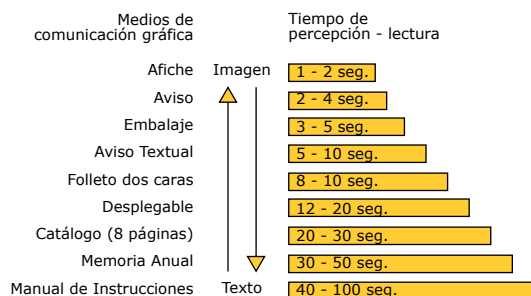 Medios de comunicación gráfica
Tiempo de percepción - lectura
Afiche Imagen 1 - 2 seg.
Aviso 2 - 4 seg.
Embalaje 3 - 5 seg.
Aviso Textual 5 - 10 seg.
Folleto dos caras 8 - 10 seg.
Desplegable 12 - 20 seg.
Catálogo (8 páginas) 20 - 30 seg.
Memoria Anual 30 - 50 seg.
Manual de Instrucciones Texto 40 - 100 seg.